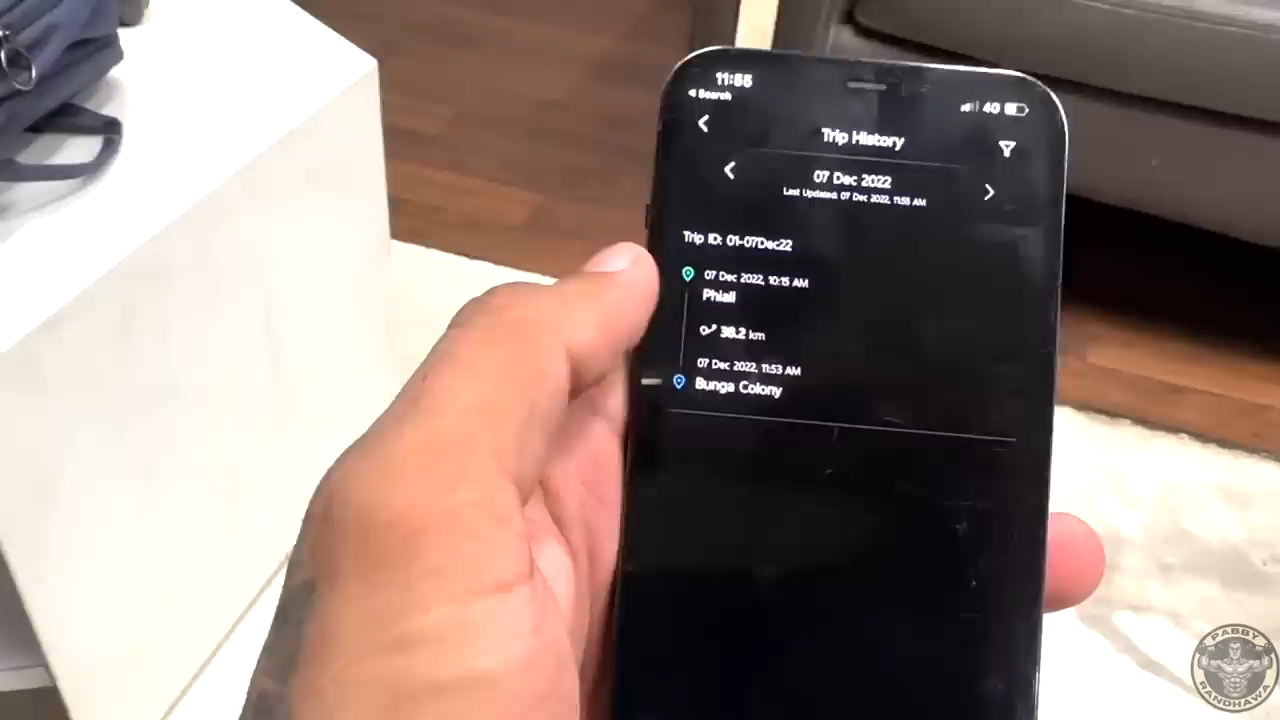 11:55
Search
40
Trip History
07 Dec 2022
Last Updated: 07 Dec 2022, 11:55 AM
Trip ID: 01-07Dec22
07 Dec 2022, 10:15 AM
Phiali
38.2 km
07 Dec 2022, 11:53 AM
Bunga Colony
PABBY
RANDHAWA